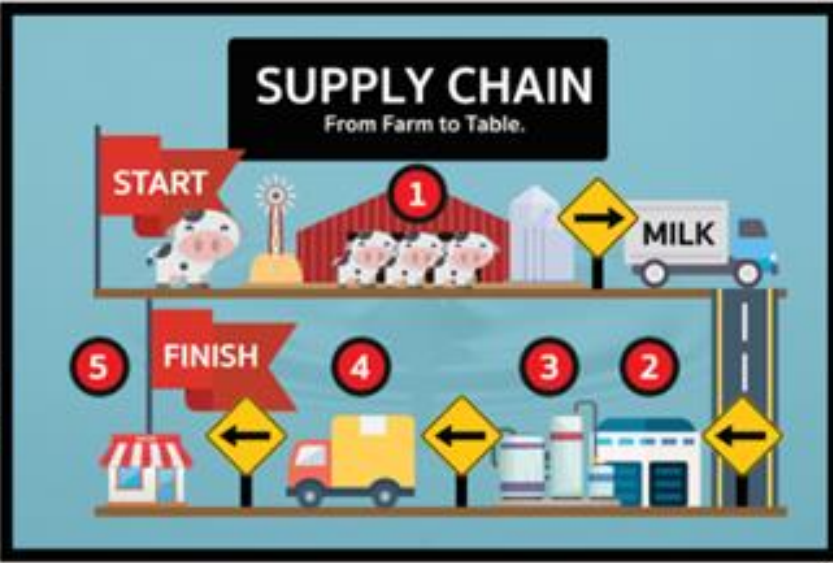 SUPPLY CHAIN
From Farm to Table.
START
1
MILK
5
FINISH
4
3
2